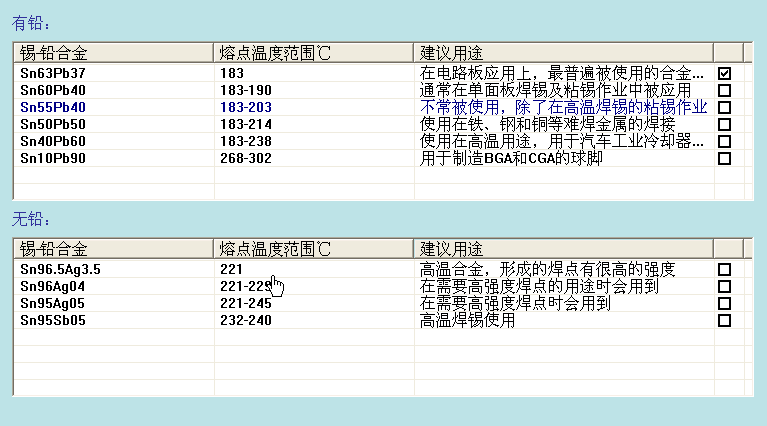 有铅：
锡-铅合金 熔点温度范围℃ 建议用途
Sn63Pb37 183 在电路板应用上，最普遍被使用的合金...
Sn60Pb40 183-190 通常在单面板焊锡及粘锡作业中被应用
Sn55Pb40 183-203 不常被使用，除了在高温焊锡的粘锡作业
Sn50Pb50 183-214 使用在铁、钢和铜等难焊金属的焊接
Sn40Pb60 183-238 使用在高温用途，用于汽车工业冷却器...
Sn10Pb90 268-302 用于制造BGA和CGA的球脚
无铅：
锡-铅合金 熔点温度范围℃ 建议用途
Sn96.5Ag3.5 221 高温合金，形成的焊点有很高的强度
Sn96Ag04 221-229 在需要高强度焊点的用途时会用到
Sn95Ag05 221-245 在需要高强度焊点时会用到
Sn95Sb05 232-240 高温焊锡使用